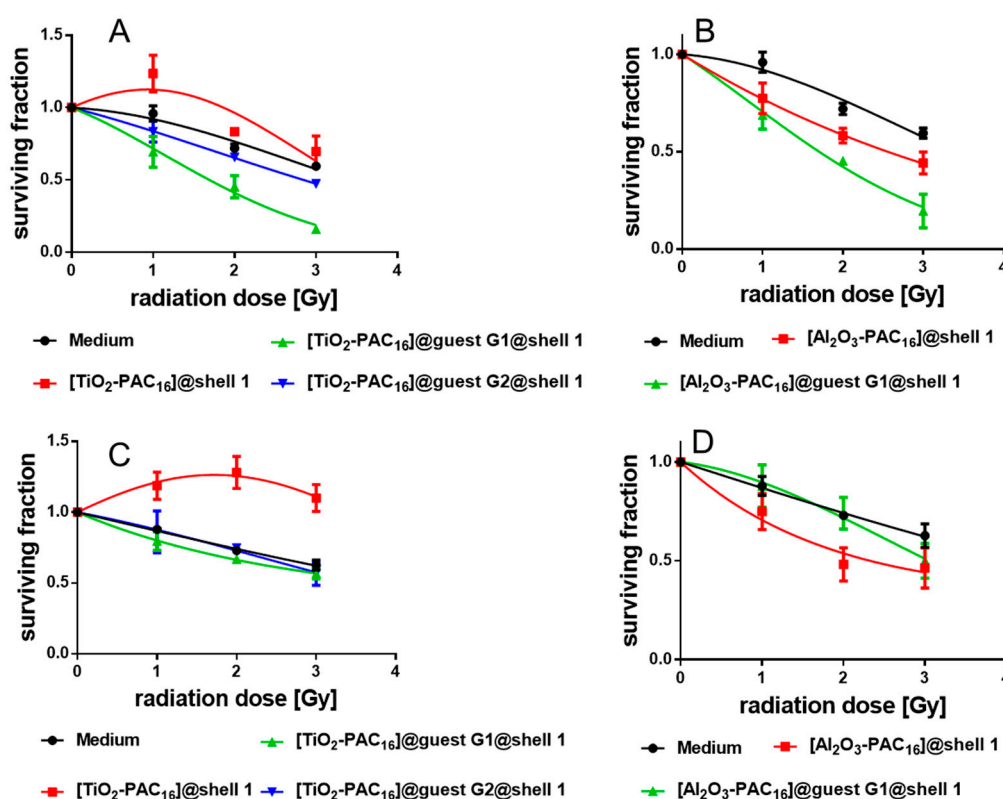 A
surviving fraction
1.5
1.0
0.5
0.0
0 1 2 3 4
radiation dose [Gy]
Medium
[TiO₂-PAC₁₆]@guest G1@shell 1
[TiO₂-PAC₁₆]@shell 1
[TiO₂-PAC₁₆]@guest G2@shell 1
B
surviving fraction
1.0
0.5
0.0
0 1 2 3 4
radiation dose [Gy]
Medium
[Al₂O₃-PAC₁₆]@shell 1
[Al₂O₃-PAC₁₆]@guest G1@shell 1
C
surviving fraction
1.5
1.0
0.5
0.0
0 1 2 3 4
radiation dose [Gy]
Medium
[TiO₂-PAC₁₆]@guest G1@shell 1
[TiO₂-PAC₁₆]@shell 1
[TiO₂-PAC₁₆]@guest G2@shell 1
D
surviving fraction
1.0
0.5
0.0
0 1 2 3 4
radiation dose [Gy]
Medium
[Al₂O₃-PAC₁₆]@shell 1
[Al₂O₃-PAC₁₆]@guest G1@shell 1